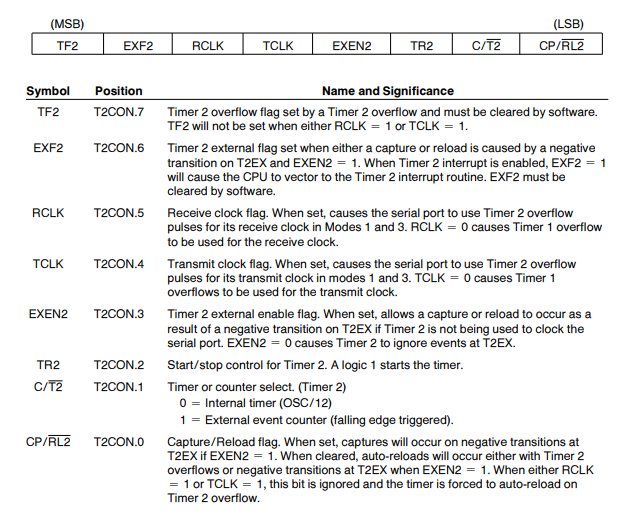 (MSB) (LSB)
TF2 EXF2 RCLK TCLK EXEN2 TR2 C/T̅2̅ CP/R̅L̅2̅
Symbol Position Name and Significance
TF2 T2CON.7 Timer 2 overflow flag set by a Timer 2 overflow and must be cleared by software.
TF2 will not be set when either RCLK = 1 or TCLK = 1.
EXF2 T2CON.6 Timer 2 external flag set when either a capture or reload is caused by a negative
transition on T2EX and EXEN2 = 1. When Timer 2 interrupt is enabled, EXF2 = 1
will cause the CPU to vector to the Timer 2 interrupt routine. EXF2 must be
cleared by software.
RCLK T2CON.5 Receive clock flag. When set, causes the serial port to use Timer 2 overflow
pulses for its receive clock in Modes 1 and 3. RCLK = 0 causes Timer 1 overflow
to be used for the receive clock.
TCLK T2CON.4 Transmit clock flag. When set, causes the serial port to use Timer 2 overflow
pulses for its transmit clock in modes 1 and 3. TCLK = 0 causes Timer 1
overflows to be used for the transmit clock.
EXEN2 T2CON.3 Timer 2 external enable flag. When set, allows a capture or reload to occur as a
result of a negative transition on T2EX if Timer 2 is not being used to clock the
serial port. EXEN2 = 0 causes Timer 2 to ignore events at T2EX.
TR2 T2CON.2 Start/stop control for Timer 2. A logic 1 starts the timer.
C/T̅2̅ T2CON.1 Timer or counter select. (Timer 2)
0 = Internal timer (OSC/12)
1 = External event counter (falling edge triggered).
CP/R̅L̅2̅ T2CON.0 Capture/Reload flag. When set, captures will occur on negative transitions at
T2EX if EXEN2 = 1. When cleared, auto-reloads will occur either with Timer 2
overflows or negative transitions at T2EX when EXEN2 = 1. When either RCLK
= 1 or TCLK = 1, this bit is ignored and the timer is forced to auto-reload on
Timer 2 overflow.